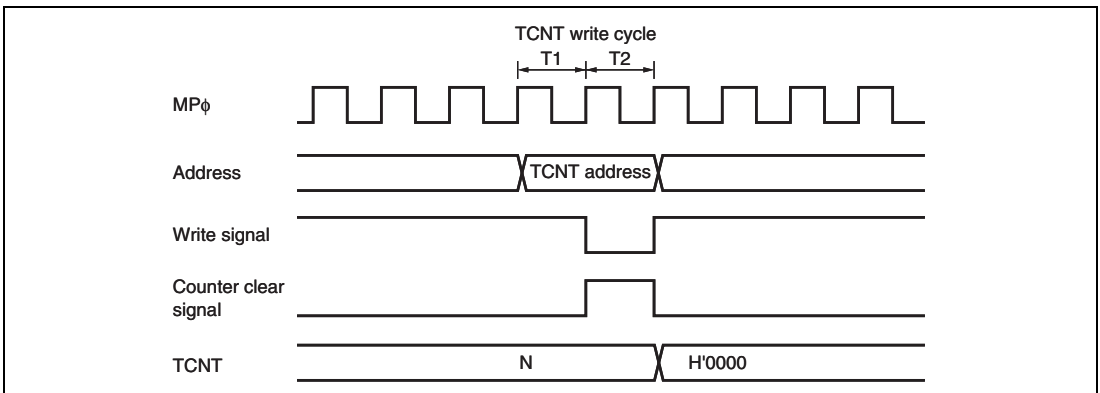 TCNT write cycle
T1 T2
MPϕ
Address
TCNT address
Write signal
Counter clear
signal
TCNT
N
H'0000